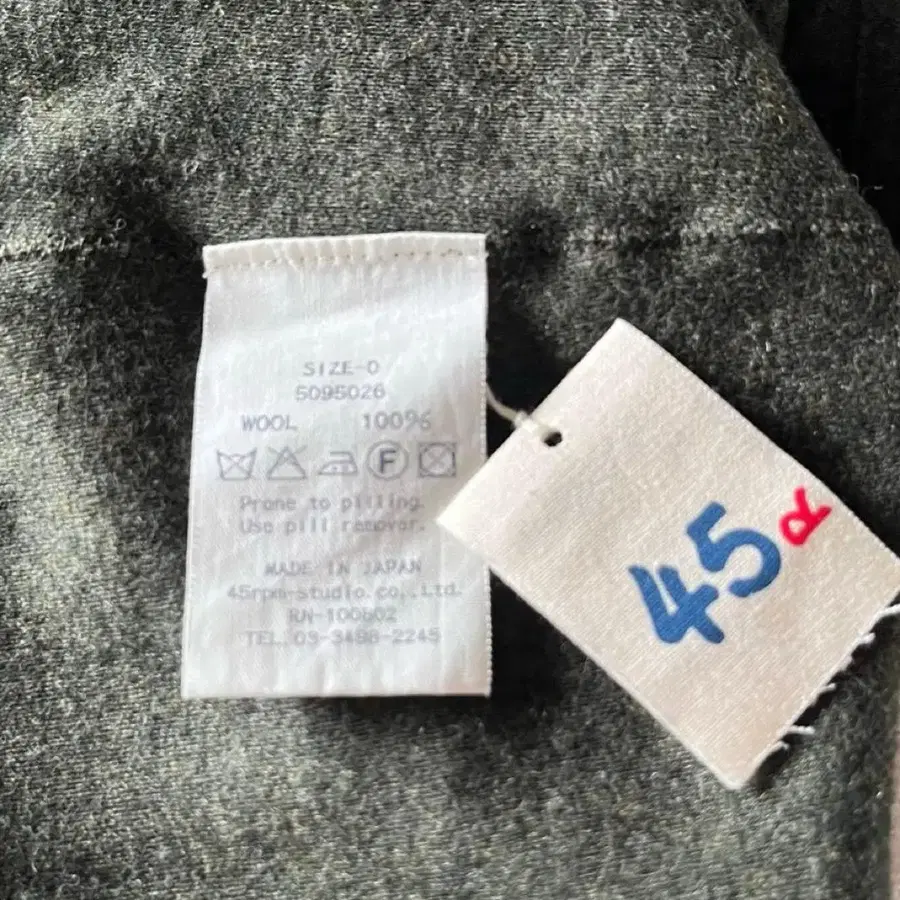 SIZE-0
5095026
WOOL 100%
F
Prone to pilling.
Use pill remover.
MADE IN JAPAN
45rpm-studio.co.,Ltd.
RN-100802
TEL.03-3498-2245
45R